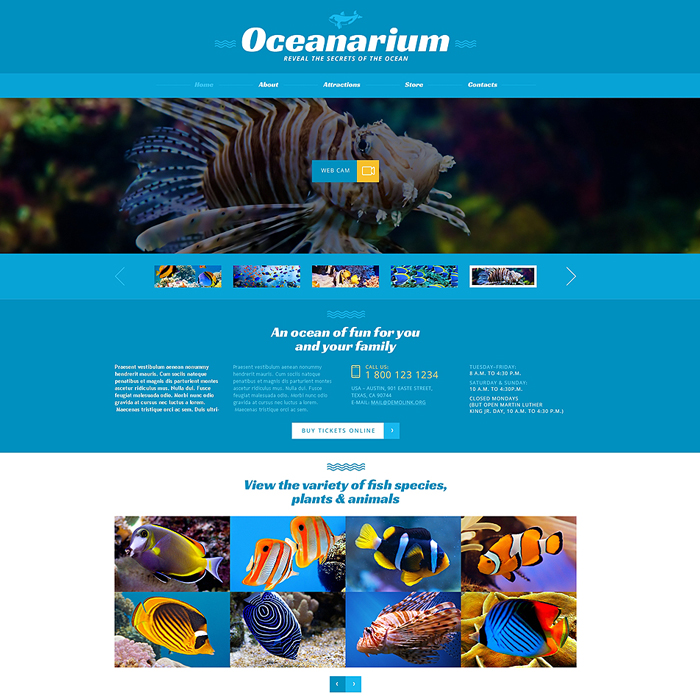 Oceanarium
REVEAL THE SECRETS OF THE OCEAN
Home About Attractions Store Contacts
WEB CAM
An ocean of fun for you
and your family
Praesent vestibulum aenean nonummy
hendrerit mauris. Cum sociis natoque
penatibus et magnis dis parturient montes
ascetur ridiculus mus. Nulla dui. Fusce
feugiat malesuada odio. Morbi nunc odio
gravida at cursus nec luctus a lorem.
Maecenas tristique orci ac sem. Duis ultri-
Praesent vestibulum aenean nonummy
hendrerit mauris. Cum sociis natoque
penatibus et magnis dis parturient montes
ascetur ridiculus mus. Nulla dui. Fusce
feugiat malesuada odio. Morbi nunc odio
gravida at cursus nec luctus a lorem.
Maecenas tristique orci ac sem.
CALL US:
1 800 123 1234
USA - AUSTIN, 901 EASTE STREET,
TEXAS, CA 90744
E-MAIL: MAIL@DEMOLINK.ORG
TUESDAY-FRIDAY:
8 A.M. TO 4:30 P.M.
SATURDAY & SUNDAY:
10 A.M. TO 4:30P.M.
CLOSED MONDAYS
(BUT OPEN MARTIN LUTHER
KING JR. DAY, 10 A.M. TO 4:30 P.M.)
BUY TICKETS ONLINE
View the variety of fish species,
plants & animals